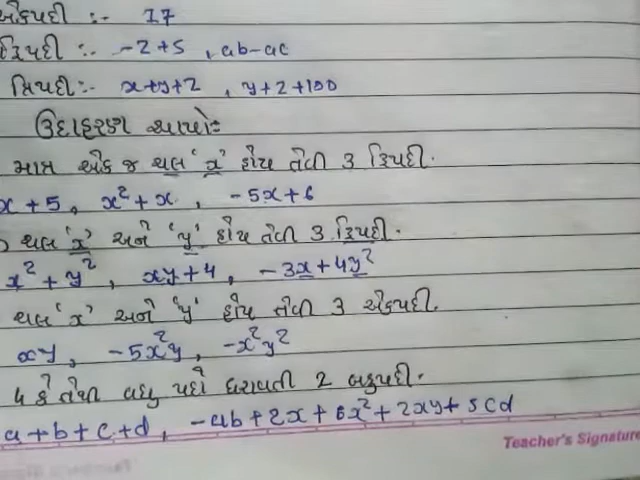 એકપદી :- 17
દ્વિપદી :- -z+5, ab-ac
ત્રિપદી :- x+y+z, y+z+100
ઉદાહરણ આપો:
માત્ર એક જ ચલ 'x' હોય તેવી 3 દ્વિપદી.
x + 5, x² + x, -5x + 6
ચલ 'x' અને 'y' હોય તેવી 3 દ્વિપદી.
x² + y², xy + 4, -3x + 4y²
ચલ 'x' અને 'y' હોય તેવી 3 એકપદી.
xy, -5x²y, -x²y²
4 કે તેથી વધુ પદો ધરાવતી 2 બહુપદી.
a + b + c + d, -ab + 2x + 6x² + 2xy + 5cd
Teacher's Signature